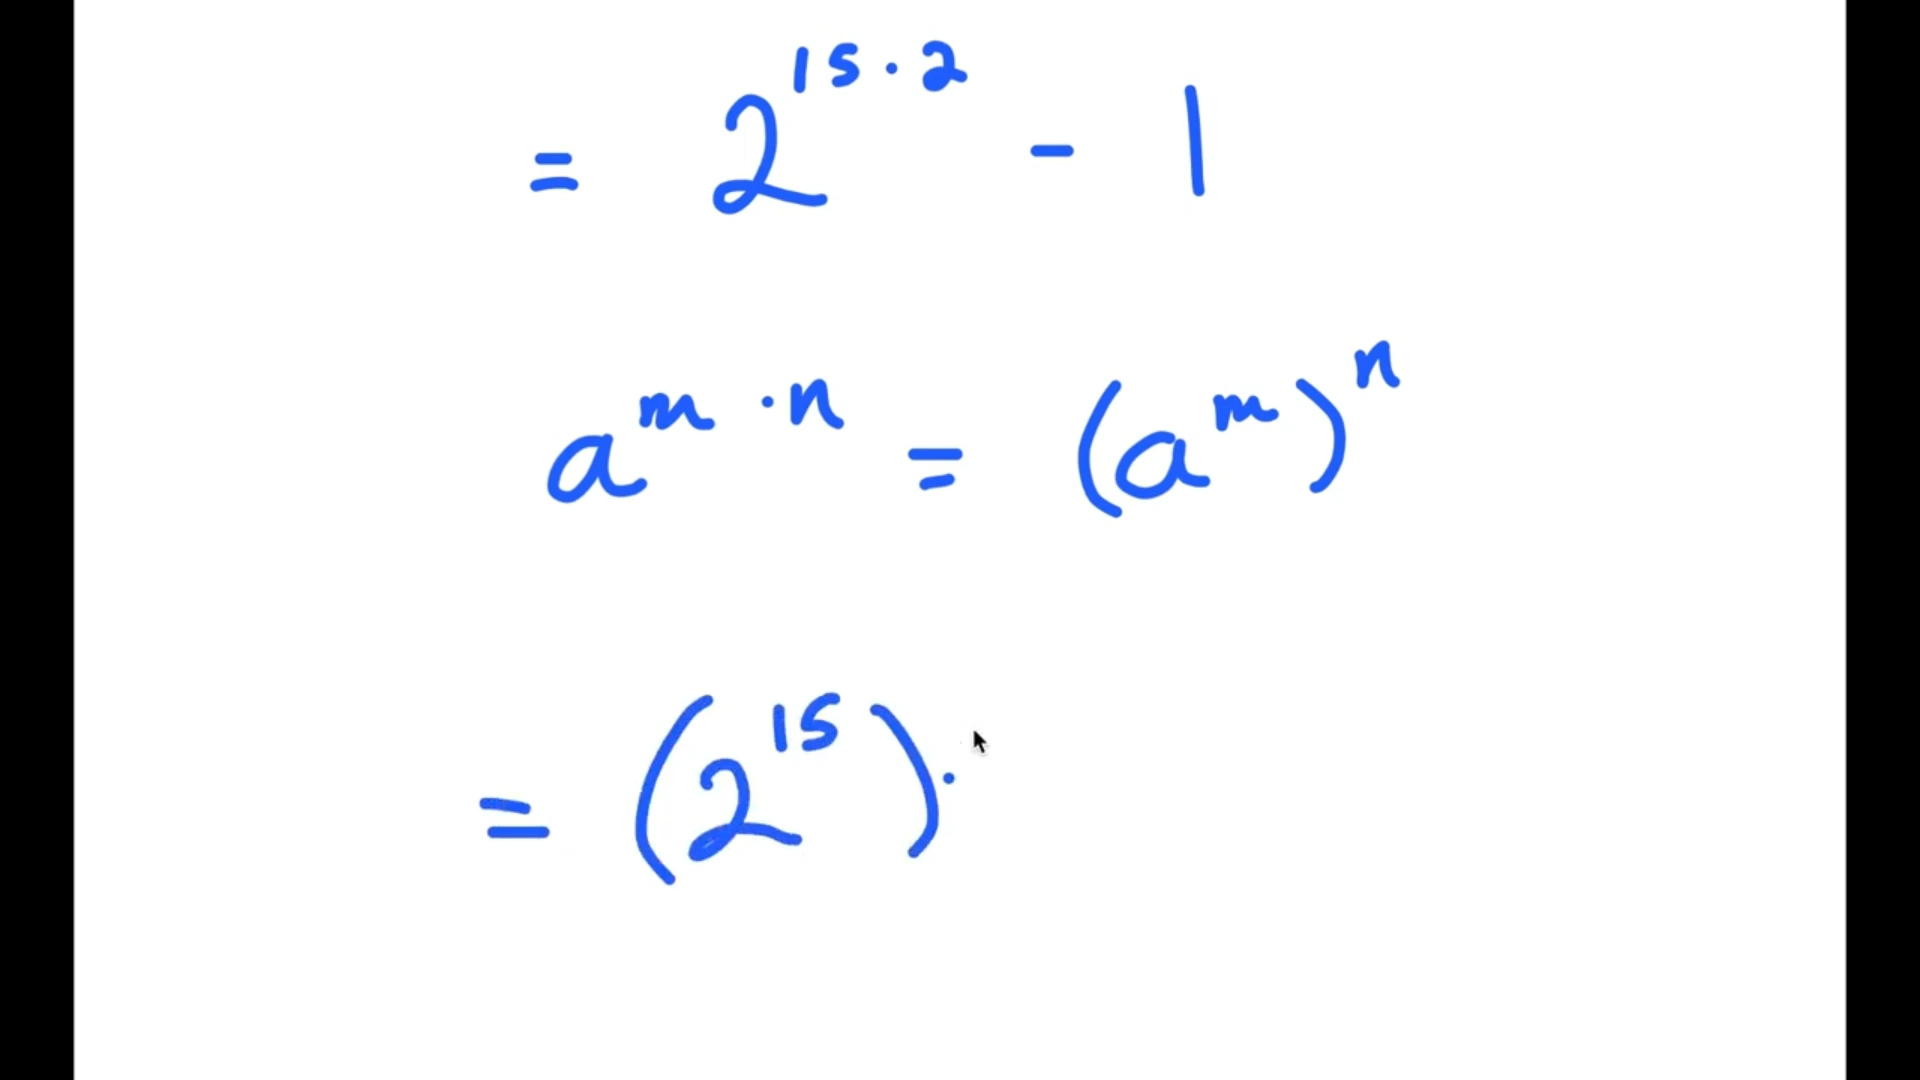 = 2^{15·2} - 1
a^{m·n} = (a^m)^n
= (2^{15})·